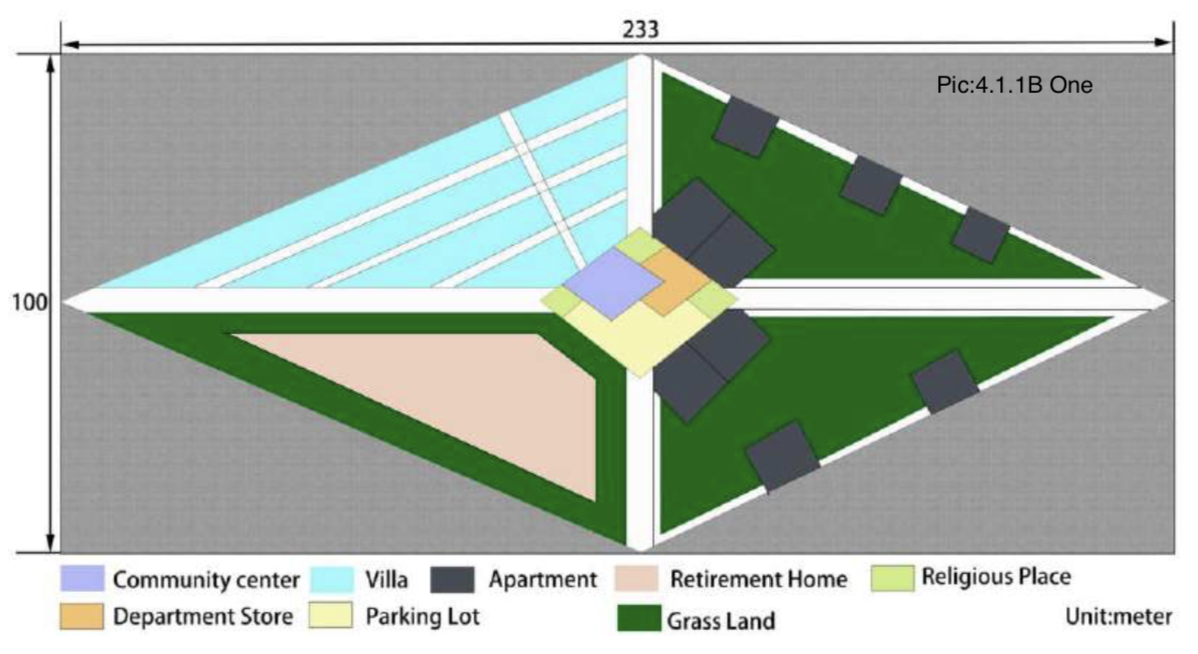 233
Pic:4.1.1B One
100
Community center Villa Apartment Retirement Home Religious Place
Department Store Parking Lot Grass Land Unit:meter